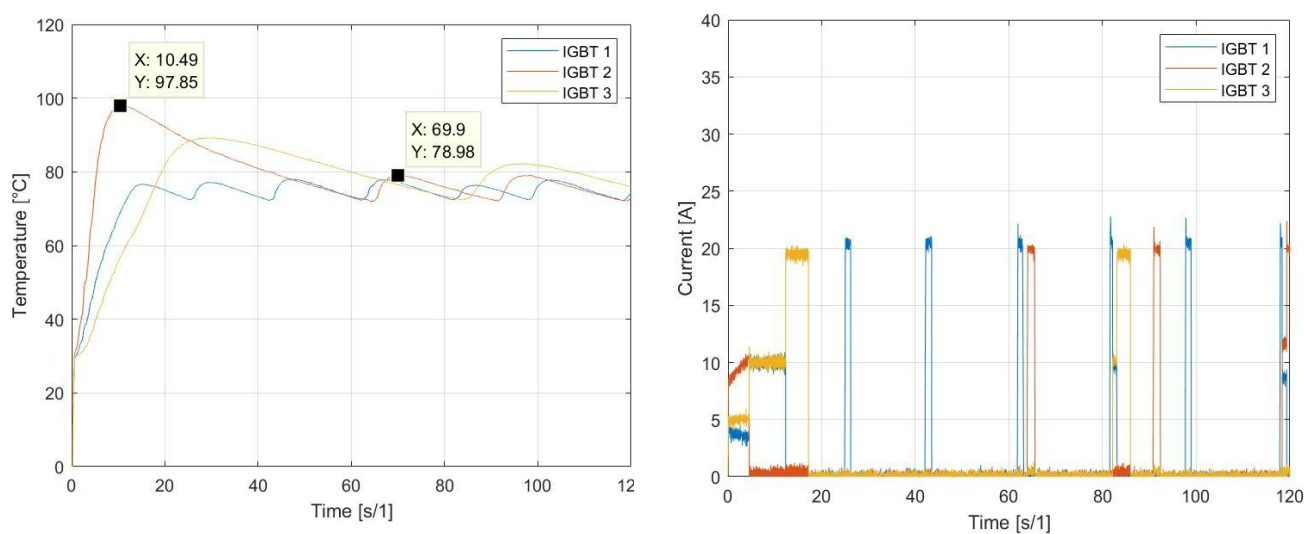 120
100
80
60
40
20
0
Temperature [°C]
X: 10.49
Y: 97.85
X: 69.9
Y: 78.98
IGBT 1
IGBT 2
IGBT 3
0 20 40 60 80 100 120
Time [s/1]
40
35
30
25
20
15
10
5
0
Current [A]
IGBT 1
IGBT 2
IGBT 3
0 20 40 60 80 100 120
Time [s/1]